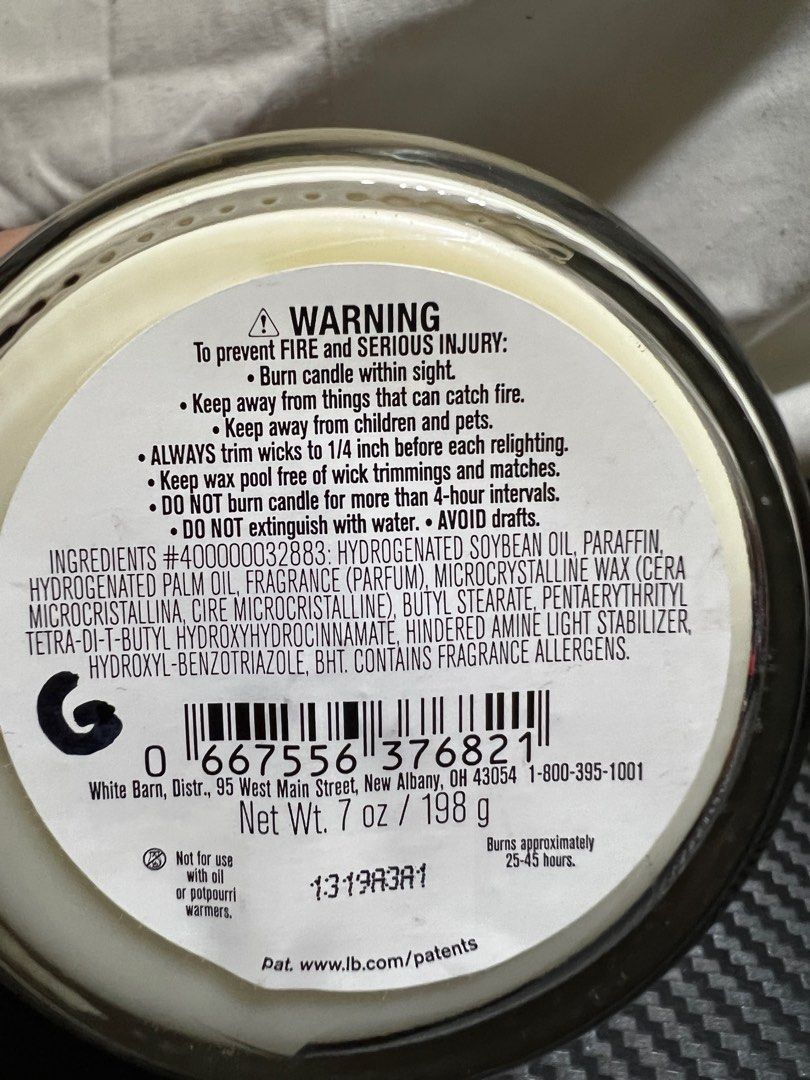 ⚠ WARNING
To prevent FIRE and SERIOUS INJURY:
• Burn candle within sight.
• Keep away from things that can catch fire.
• Keep away from children and pets.
• ALWAYS trim wicks to 1/4 inch before each relighting.
• Keep wax pool free of wick trimmings and matches.
• DO NOT burn candle for more than 4-hour intervals.
• DO NOT extinguish with water. • AVOID drafts.
INGREDIENTS #400000032883: HYDROGENATED SOYBEAN OIL, PARAFFIN,
HYDROGENATED PALM OIL, FRAGRANCE (PARFUM), MICROCRYSTALLINE WAX (CERA
MICROCRISTALLINA, CIRE MICROCRISTALLINE), BUTYL STEARATE, PENTAERYTHRITYL
TETRA-DI-T-BUTYL HYDROXYHYDROCINNAMATE, HINDERED AMINE LIGHT STABILIZER,
HYDROXYL-BENZOTRIAZOLE, BHT. CONTAINS FRAGRANCE ALLERGENS.
G
0 667556 376821
White Barn, Distr., 95 West Main Street, New Albany, OH 43054 1-800-395-1001
Net Wt. 7 oz / 198 g
Not for use
with oil
or potpourri
warmers.
1319A3A1
Burns approximately
25-45 hours.
Pat. www.lb.com/patents